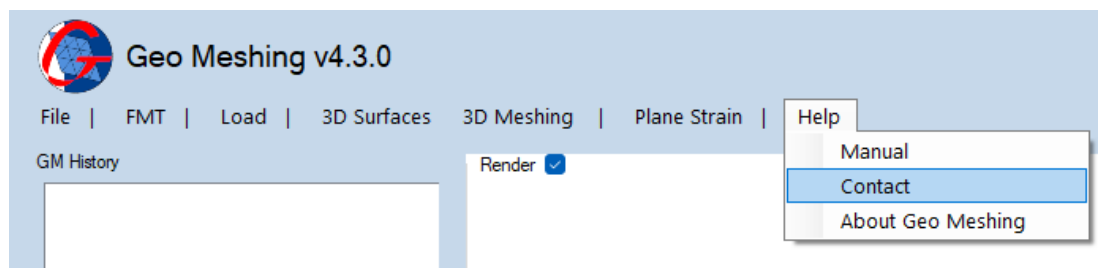 Geo Meshing v4.3.0
File | FMT | Load | 3D Surfaces 3D Meshing | Plane Strain | Help
Manual
GM History Render
Contact
About Geo Meshing